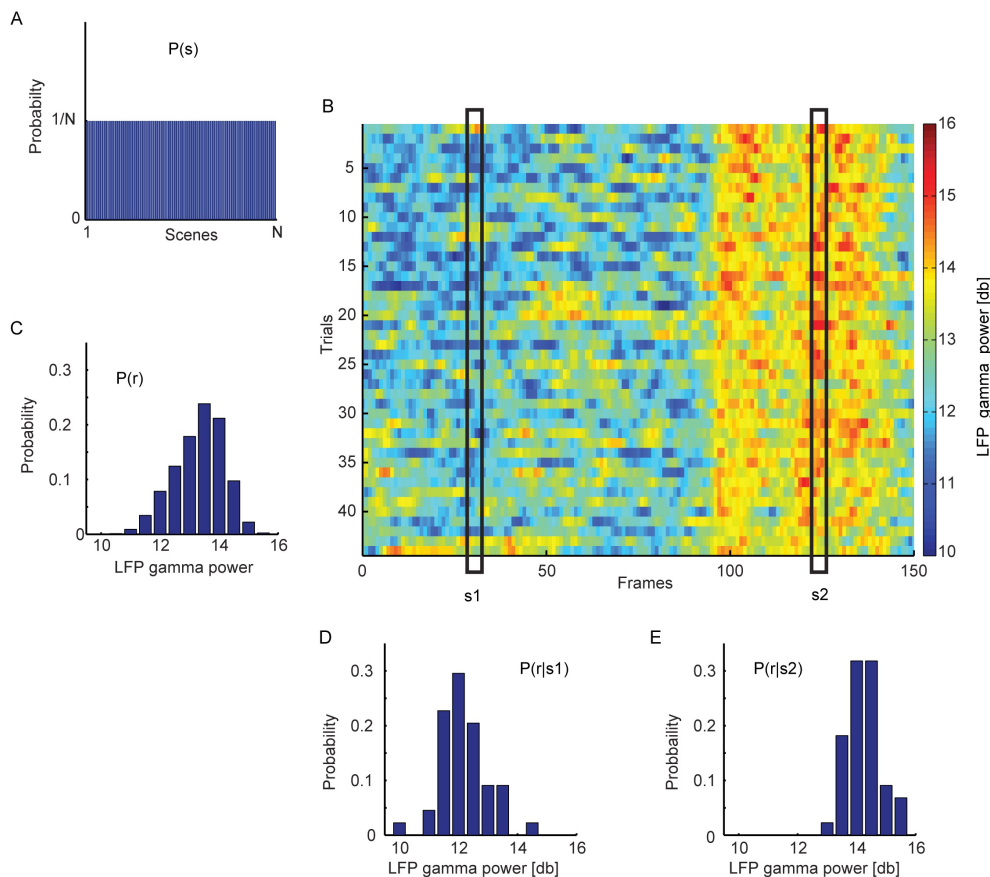 A
P(s)
Probabilty
1/N
0
1
Scenes
N
B
Trials
5
10
15
20
25
30
35
40
0
50
Frames
100
150
s1
s2
16
15
14
13
12
11
10
LFP gamma power [db]
C
P(r)
Probability
0.3
0.2
0.1
0
10
12
14
16
LFP gamma power
D
P(r|s1)
Probability
0.3
0.2
0.1
0
10
12
14
16
LFP gamma power [db]
E
P(r|s2)
Probbaility
0.3
0.2
0.1
0
10
12
14
16
LFP gamma power [db]